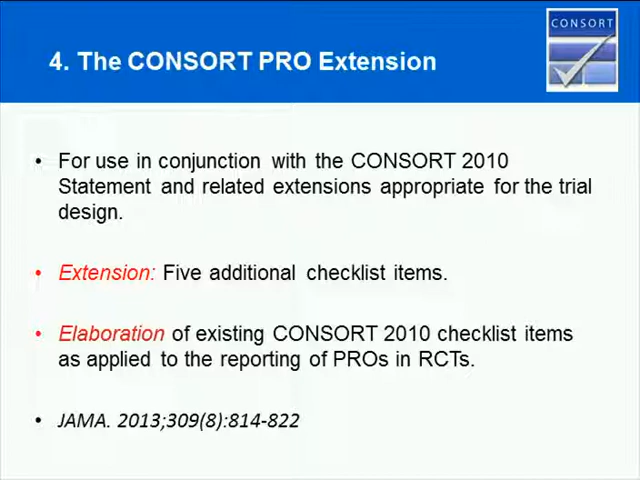 4. The CONSORT PRO Extension
CONSORT
• For use in conjunction with the CONSORT 2010
Statement and related extensions appropriate for the trial
design.
• Extension: Five additional checklist items.
• Elaboration of existing CONSORT 2010 checklist items
as applied to the reporting of PROs in RCTs.
• JAMA. 2013;309(8):814-822